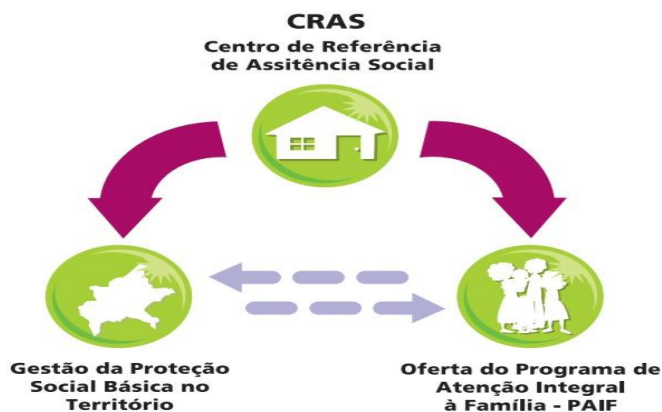 CRAS
Centro de Referência
de Assitência Social
Gestão da Proteção
Social Básica no
Território
Oferta do Programa de
Atenção Integral
à Família - PAIF